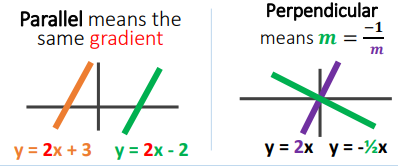 Parallel means the
same gradient
y = 2x + 3
y = 2x - 2
Perpendicular
means m = -1/m
y = 2x
y = -½x